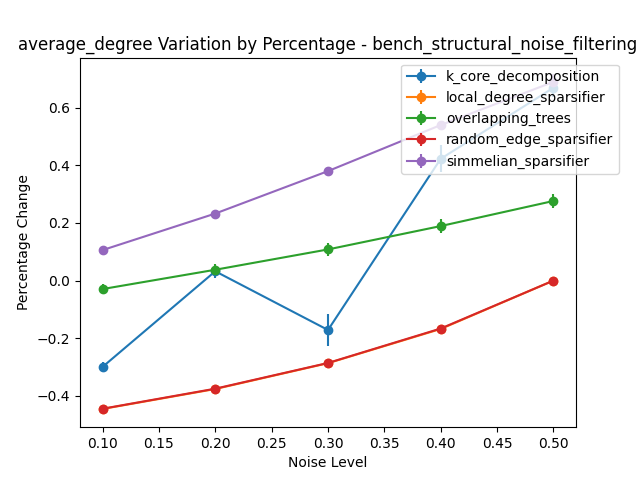 average_degree Variation by Percentage - bench_structural_noise_filtering
k_core_decomposition
local_degree_sparsifier
overlapping_trees
random_edge_sparsifier
simmelian_sparsifier
Percentage Change
0.6
0.4
0.2
0.0
−0.2
−0.4
0.10
0.15
0.20
0.25
0.30
0.35
0.40
0.45
0.50
Noise Level